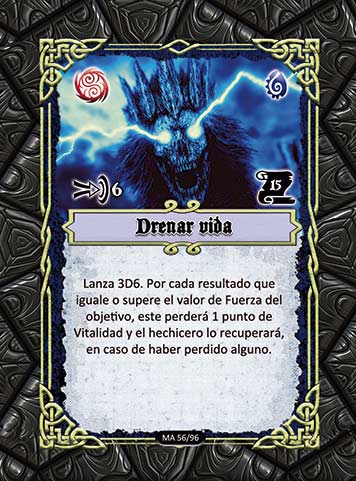 6
15
Drenar vida
Lanza 3D6. Por cada resultado que
iguale o supere el valor de Fuerza del
objetivo, este perderá 1 punto de
Vitalidad y el hechicero lo recuperará,
en caso de haber perdido alguno.
MA 56/96